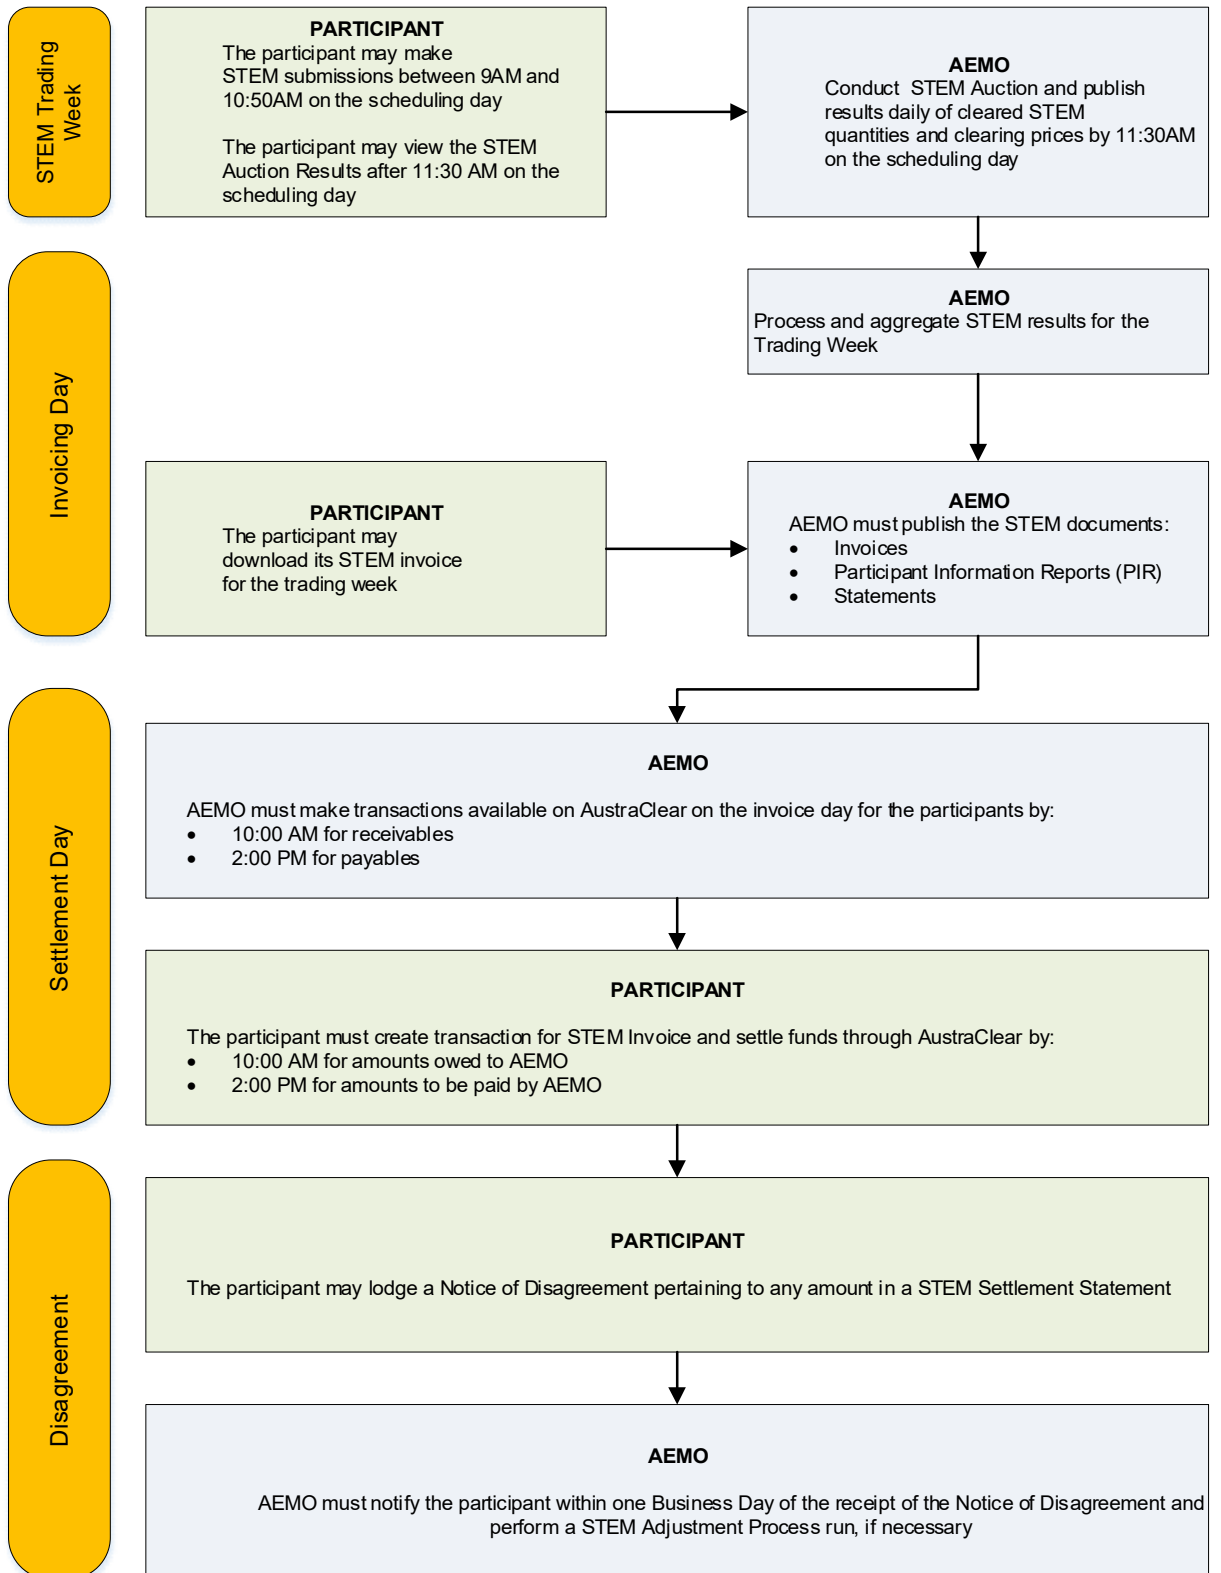 STEM Trading
Week
PARTICIPANT
The participant may make
STEM submissions between 9AM and
10:50AM on the scheduling day
The participant may view the STEM
Auction Results after 11:30 AM on the
scheduling day
AEMO
Conduct STEM Auction and publish
results daily of cleared STEM
quantities and clearing prices by 11:30AM
on the scheduling day
Invoicing Day
AEMO
Process and aggregate STEM results for the
Trading Week
PARTICIPANT
The participant may
download its STEM invoice
for the trading week
AEMO
AEMO must publish the STEM documents:
• Invoices
• Participant Information Reports (PIR)
• Statements
Settlement Day
AEMO
AEMO must make transactions available on AustraClear on the invoice day for the participants by:
• 10:00 AM for receivables
• 2:00 PM for payables
PARTICIPANT
The participant must create transaction for STEM Invoice and settle funds through AustraClear by:
• 10:00 AM for amounts owed to AEMO
• 2:00 PM for amounts to be paid by AEMO
Disagreement
PARTICIPANT
The participant may lodge a Notice of Disagreement pertaining to any amount in a STEM Settlement Statement
AEMO
AEMO must notify the participant within one Business Day of the receipt of the Notice of Disagreement and
perform a STEM Adjustment Process run, if necessary